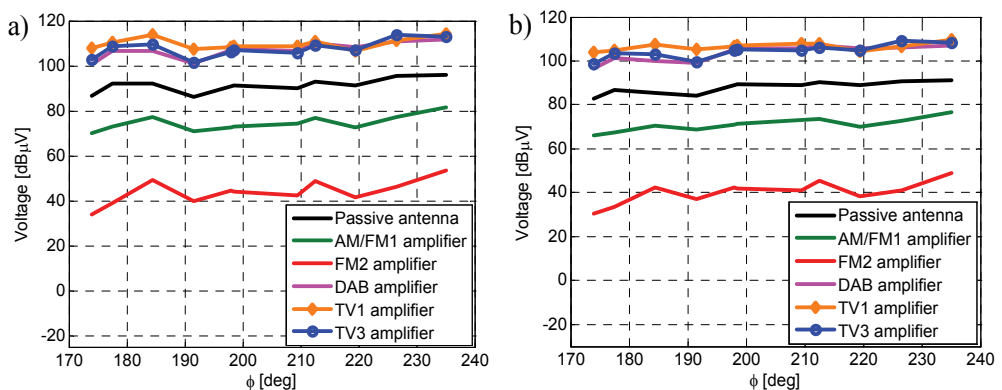 a)
Voltage [dBµV]
120
100
80
60
40
20
0
-20
170 180 190 200 210 220 230 240
ϕ [deg]
Passive antenna
AM/FM1 amplifier
FM2 amplifier
DAB amplifier
TV1 amplifier
TV3 amplifier
b)
Voltage [dBµV]
120
100
80
60
40
20
0
-20
170 180 190 200 210 220 230 240
ϕ [deg]
Passive antenna
AM/FM1 amplifier
FM2 amplifier
DAB amplifier
TV1 amplifier
TV3 amplifier